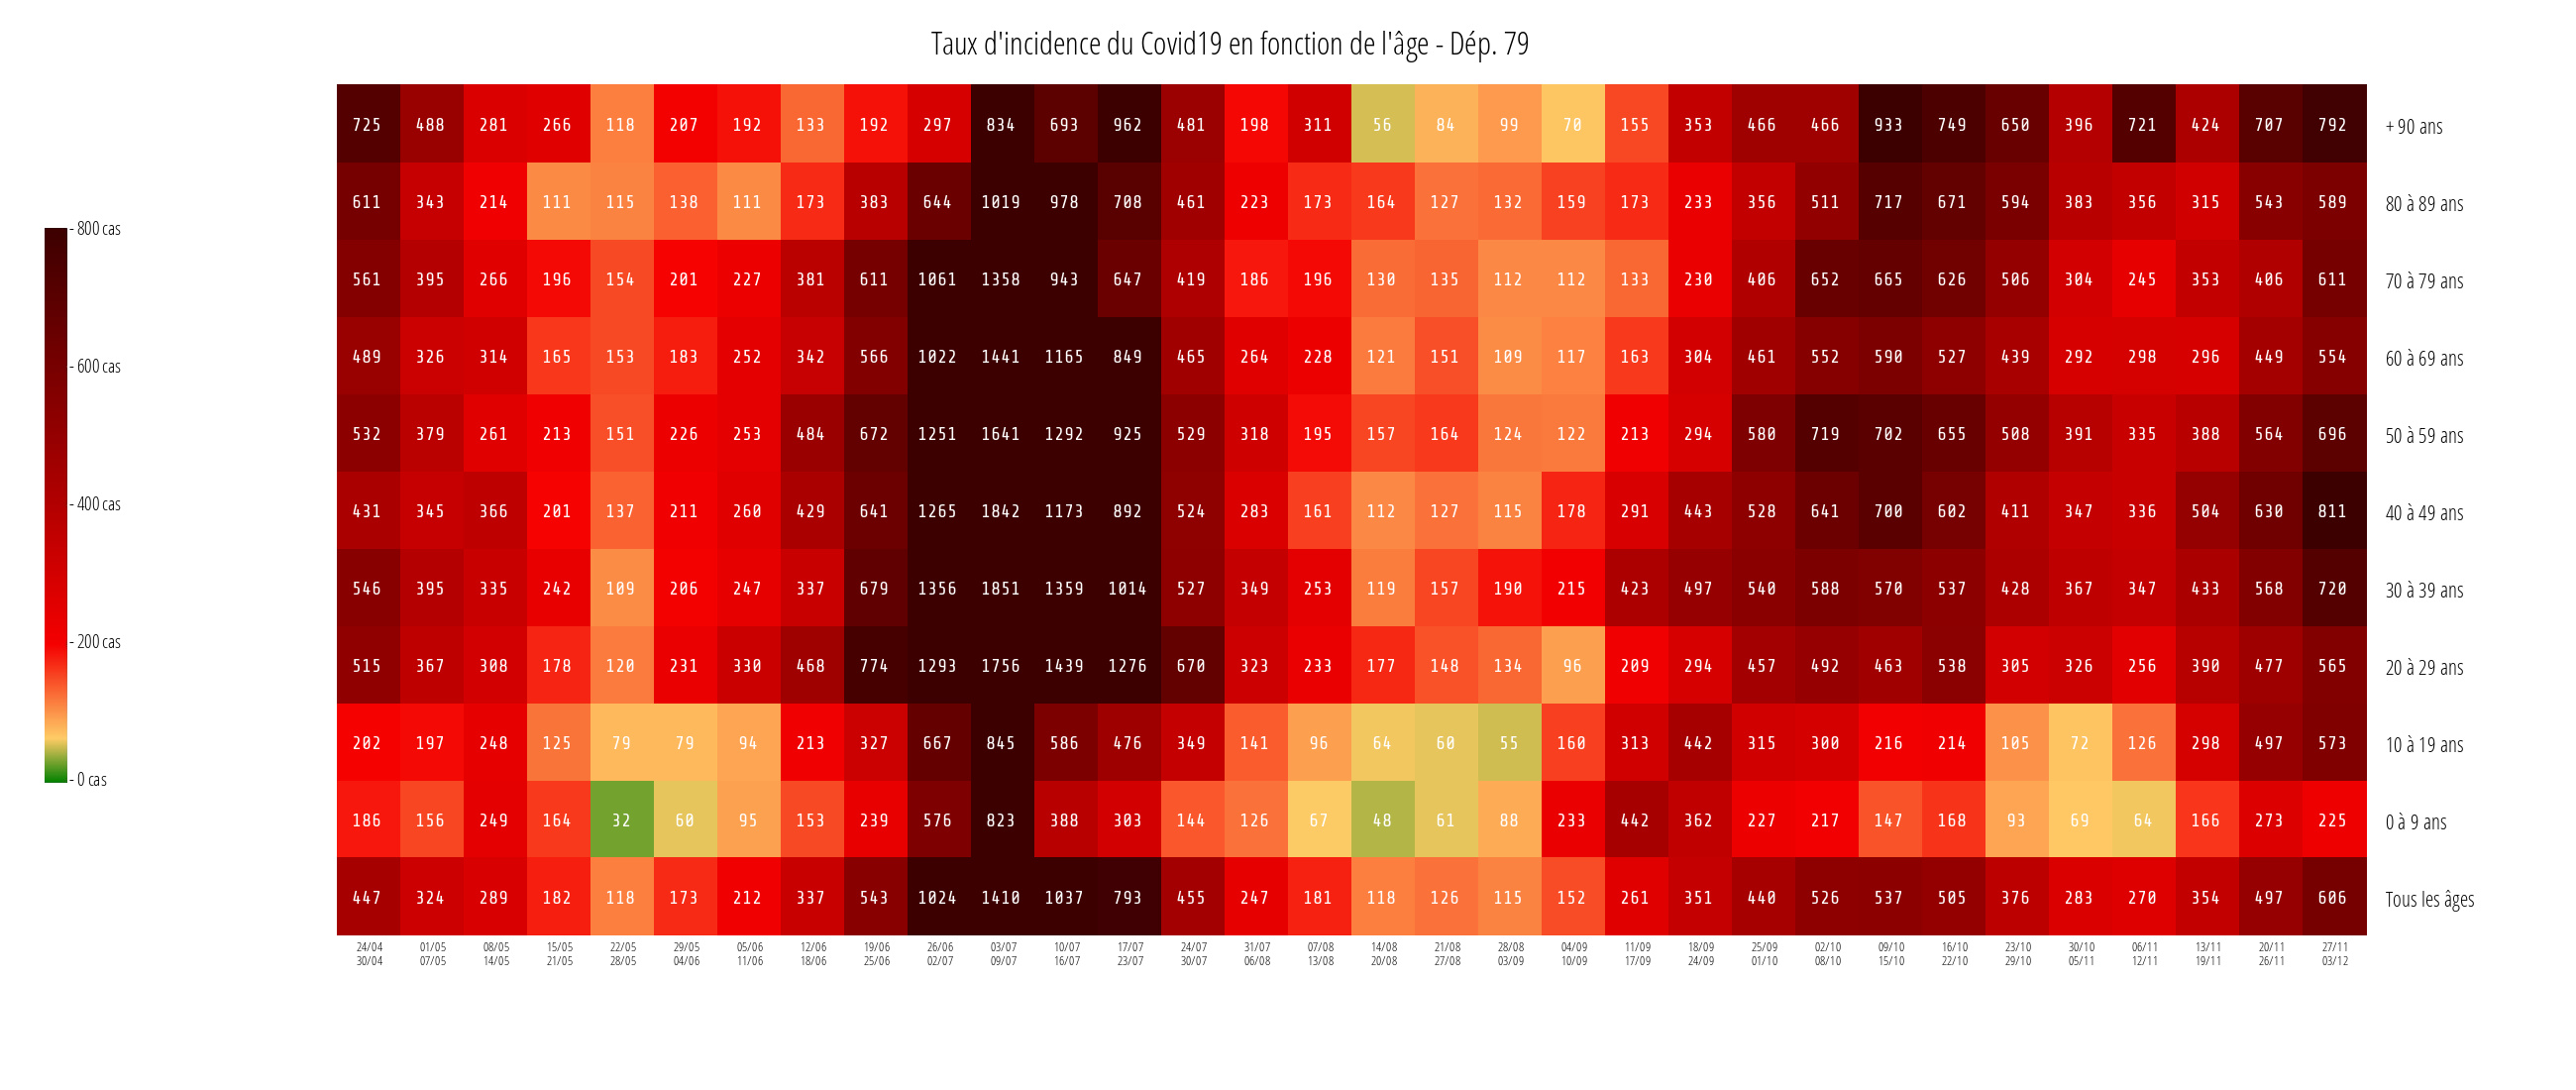 Taux d'incidence du Covid19 en fonction de l'âge - Dép. 79
- 800 cas
- 600 cas
- 400 cas
- 200 cas
- 0 cas
725 488 281 266 118 207 192 133 192 297 834 693 962 481 198 311 56 84 99 70 155 353 466 466 933 749 650 396 721 424 707 792 + 90 ans
611 343 214 111 115 138 111 173 383 644 1019 978 708 461 223 173 164 127 132 159 173 233 356 511 717 671 594 383 356 315 543 589 80 à 89 ans
561 395 266 196 154 201 227 381 611 1061 1358 943 647 419 186 196 130 135 112 112 133 230 406 652 665 626 506 304 245 353 406 611 70 à 79 ans
489 326 314 165 153 183 252 342 566 1022 1441 1165 849 465 264 228 121 151 109 117 163 304 461 552 590 527 439 292 298 296 449 554 60 à 69 ans
532 379 261 213 151 226 253 484 672 1251 1641 1292 925 529 318 195 157 164 124 122 213 294 580 719 702 655 508 391 335 388 564 696 50 à 59 ans
431 345 366 201 137 211 260 429 641 1265 1842 1173 892 524 283 161 112 127 115 178 291 443 528 641 700 602 411 347 336 504 630 811 40 à 49 ans
546 395 335 242 109 206 247 337 679 1356 1851 1359 1014 527 349 253 119 157 190 215 423 497 540 588 570 537 428 367 347 433 568 720 30 à 39 ans
515 367 308 178 120 231 330 468 774 1293 1756 1439 1276 670 323 233 177 148 134 96 209 294 457 492 463 538 305 326 256 390 477 565 20 à 29 ans
202 197 248 125 79 79 94 213 327 667 845 586 476 349 141 96 64 60 55 160 313 442 315 300 216 214 105 72 126 298 497 573 10 à 19 ans
186 156 249 164 32 60 95 153 239 576 823 388 303 144 126 67 48 61 88 233 442 362 227 217 147 168 93 69 64 166 273 225 0 à 9 ans
447 324 289 182 118 173 212 337 543 1024 1410 1037 793 455 247 181 118 126 115 152 261 351 440 526 537 505 376 283 270 354 497 606 Tous les âges
24/04 01/05 08/05 15/05 22/05 29/05 05/06 12/06 19/06 26/06 03/07 10/07 17/07 24/07 31/07 07/08 14/08 21/08 28/08 04/09 11/09 18/09 25/09 02/10 09/10 16/10 23/10 30/10 06/11 13/11 20/11 27/11
30/04 07/05 14/05 21/05 28/05 04/06 11/06 18/06 25/06 02/07 09/07 16/07 23/07 30/07 06/08 13/08 20/08 27/08 03/09 10/09 17/09 24/09 01/10 08/10 15/10 22/10 29/10 05/11 12/11 19/11 26/11 03/12